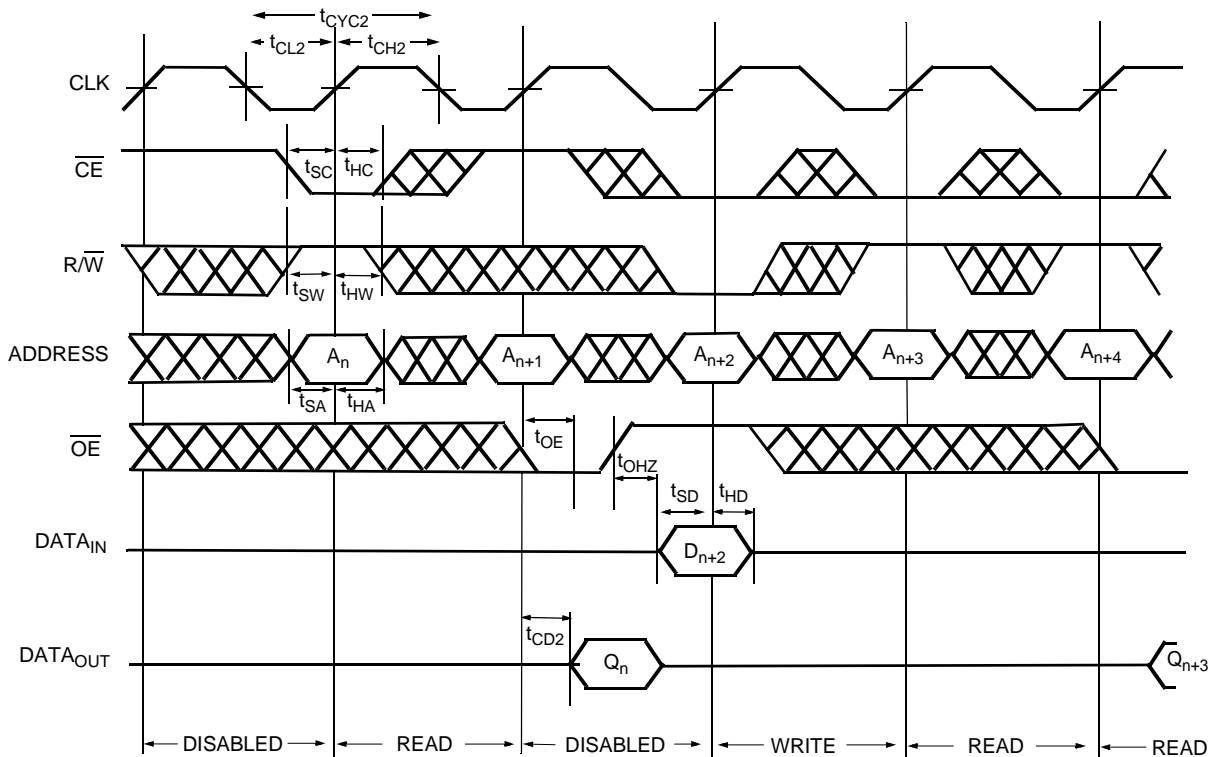 tCYC2
tCL2 tCH2
CLK
CE tSC tHC
R/W
tSW tHW
ADDRESS An An+1 An+2 An+3 An+4
tSA tHA
OE tOE
tOHZ tSD tHD
DATAIN Dn+2
tCD2
DATAOUT Qn Qn+3
DISABLED READ DISABLED WRITE READ READ